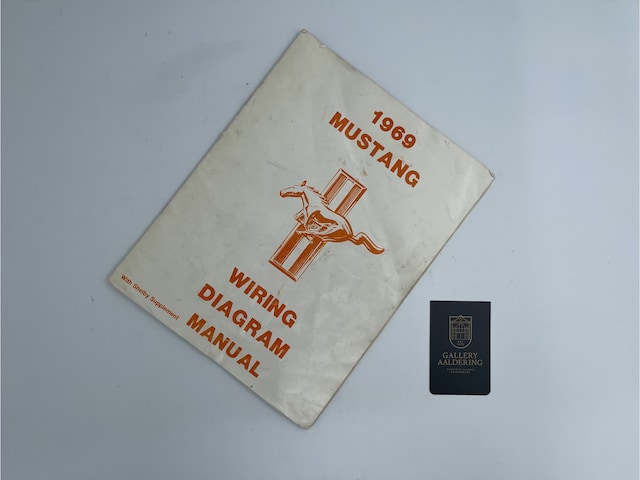 1969
MUSTANG
WIRING
DIAGRAM
MANUAL
With Shelby Supplement
GALLERY
AALDERING